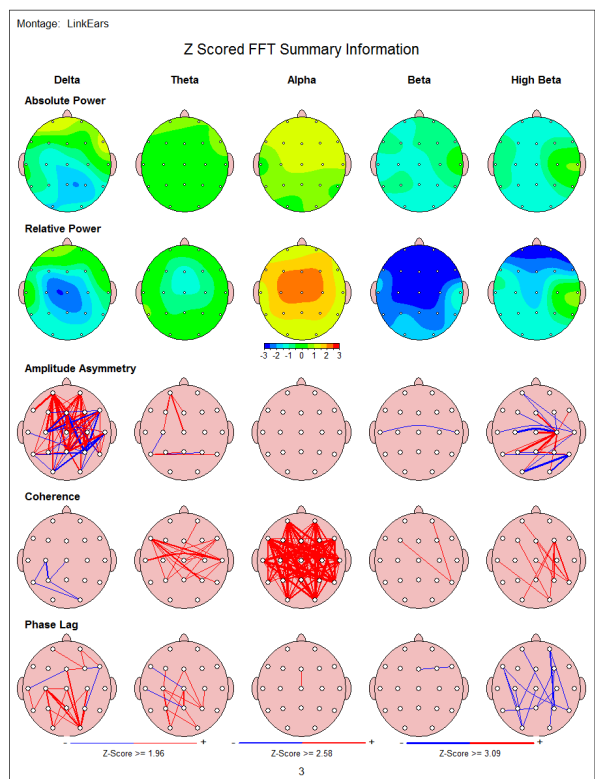 Montage: LinkEars
Z Scored FFT Summary Information
Delta Theta Alpha Beta High Beta
Absolute Power
Relative Power
-3 -2 -1 0 1 2 3
Amplitude Asymmetry
Coherence
Phase Lag
- + - + - +
Z-Score >= 1.96 Z-Score >= 2.58 Z-Score >= 3.09
3